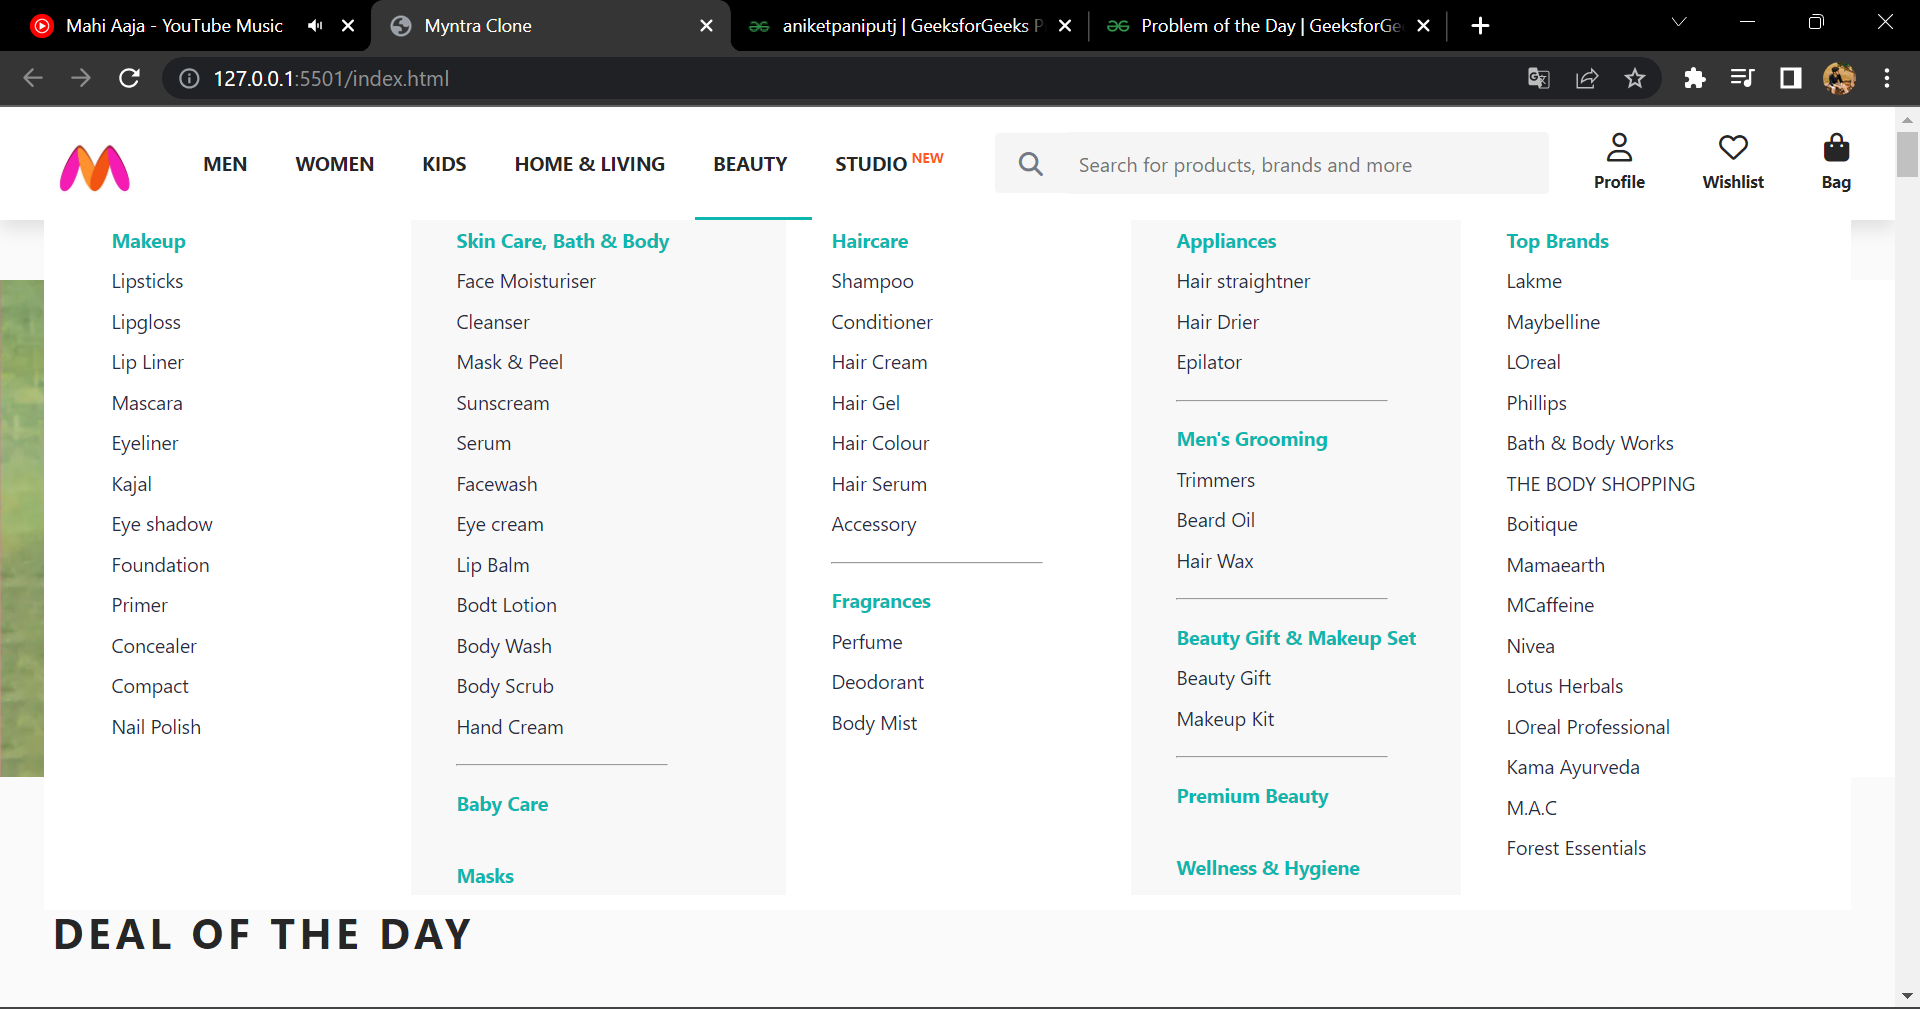 Mahi Aaja - YouTube Music
Myntra Clone
aniketpaniputj | GeeksforGeeks P
Problem of the Day | GeeksforGe
127.0.0.1:5501/index.html
MEN WOMEN KIDS HOME & LIVING BEAUTY STUDIO NEW
Search for products, brands and more
Profile
Wishlist
Bag
Makeup
Lipsticks
Lipgloss
Lip Liner
Mascara
Eyeliner
Kajal
Eye shadow
Foundation
Primer
Concealer
Compact
Nail Polish
Skin Care, Bath & Body
Face Moisturiser
Cleanser
Mask & Peel
Sunscream
Serum
Facewash
Eye cream
Lip Balm
Bodt Lotion
Body Wash
Body Scrub
Hand Cream
Baby Care
Masks
Haircare
Shampoo
Conditioner
Hair Cream
Hair Gel
Hair Colour
Hair Serum
Accessory
Fragrances
Perfume
Deodorant
Body Mist
Appliances
Hair straightner
Hair Drier
Epilator
Men's Grooming
Trimmers
Beard Oil
Hair Wax
Beauty Gift & Makeup Set
Beauty Gift
Makeup Kit
Premium Beauty
Wellness & Hygiene
Top Brands
Lakme
Maybelline
LOreal
Phillips
Bath & Body Works
THE BODY SHOPPING
Boitique
Mamaearth
MCaffeine
Nivea
Lotus Herbals
LOreal Professional
Kama Ayurveda
M.A.C
Forest Essentials
DEAL OF THE DAY